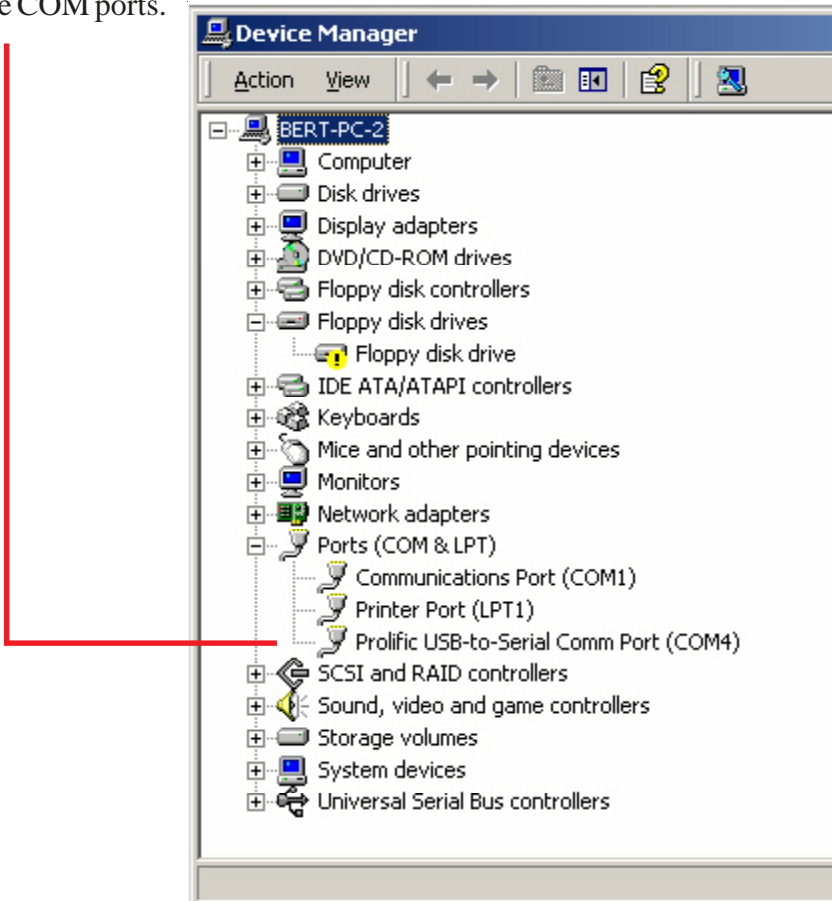 COM ports.
Device Manager
Action View
BERT-PC-2
Computer
Disk drives
Display adapters
DVD/CD-ROM drives
Floppy disk controllers
Floppy disk drives
Floppy disk drive
IDE ATA/ATAPI controllers
Keyboards
Mice and other pointing devices
Monitors
Network adapters
Ports (COM & LPT)
Communications Port (COM1)
Printer Port (LPT1)
Prolific USB-to-Serial Comm Port (COM4)
SCSI and RAID controllers
Sound, video and game controllers
Storage volumes
System devices
Universal Serial Bus controllers